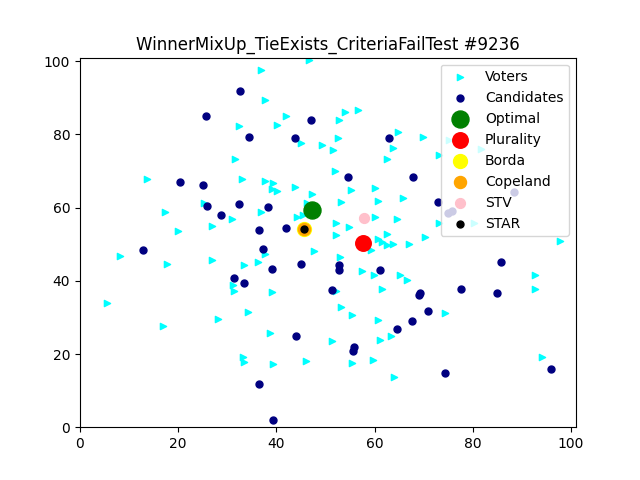 WinnerMixUp_TieExists_CriteriaFailTest #9236
100
80
60
40
20
0
0 20 40 60 80 100
Voters
Candidates
Optimal
Plurality
Borda
Copeland
STV
STAR